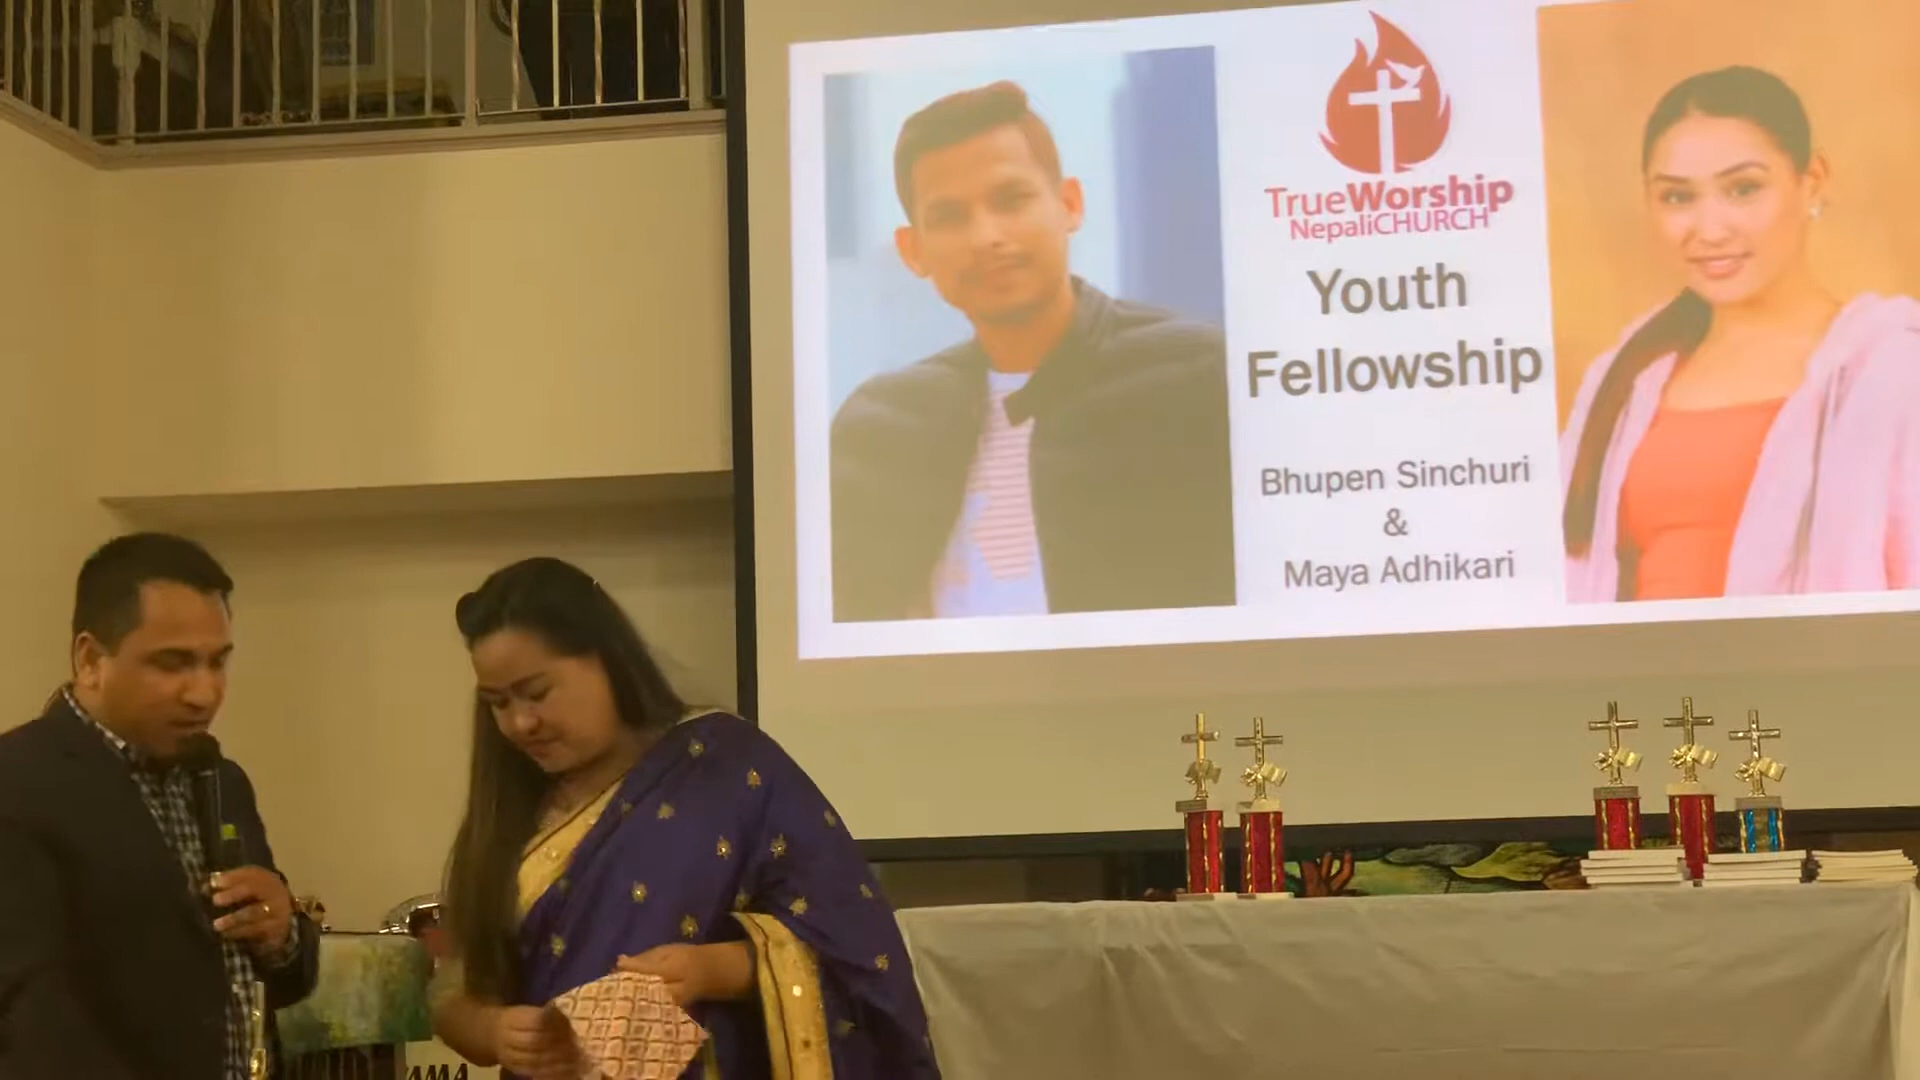 TrueWorship
NepaliCHURCH
Youth
Fellowship
Bhupen Sinchuri
&
Maya Adhikari